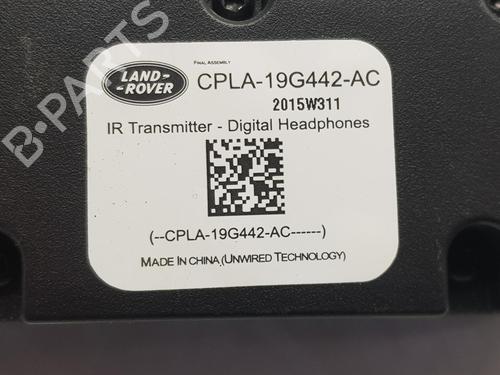 FINAL ASSEMBLY
LAND-
ROVER
CPLA-19G442-AC
2015W311
IR Transmitter - Digital Headphones
(--CPLA-19G442-AC------)
MADE IN CHINA (UNWIRED TECHNOLOGY)
B-PARTS